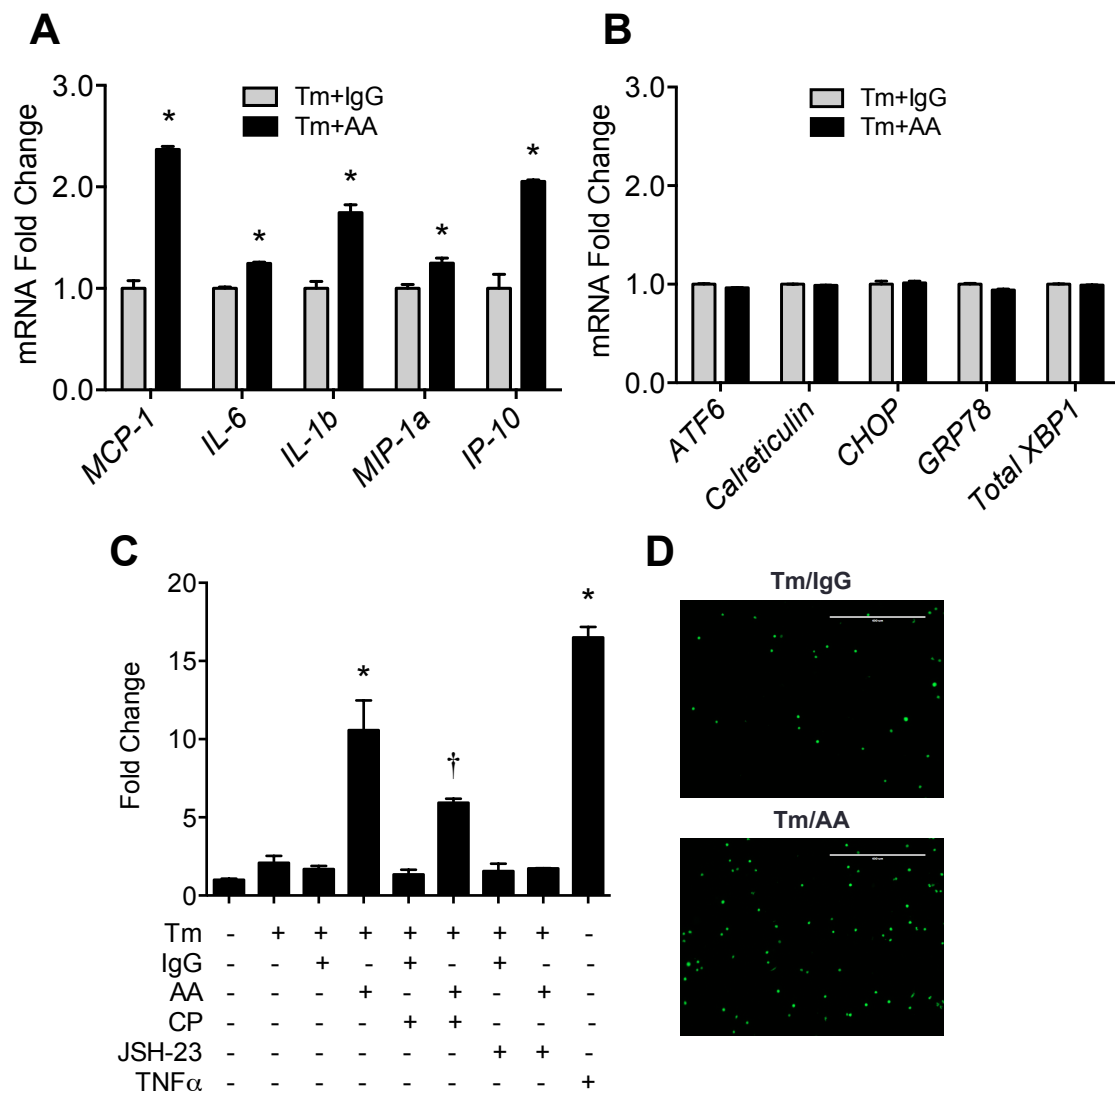 A
3.0
2.0
1.0
0.0
mRNA Fold Change
Tm+IgG
Tm+AA
*
*
*
*
*
MCP-1
IL-6
IL-1b
MIP-1a
IP-10
B
3.0
2.0
1.0
0.0
mRNA Fold Change
Tm+IgG
Tm+AA
ATF6
Calreticulin
CHOP
GRP78
Total XBP1
C
20
15
10
5
0
Fold Change
*
†
*
Tm - + + + + + + + -
IgG - - + - + - + - -
AA - - - + - + - + -
CP - - - - + + - - -
JSH-23 - - - - - - + + -
TNFα - - - - - - - - +
D
Tm/IgG
Tm/AA